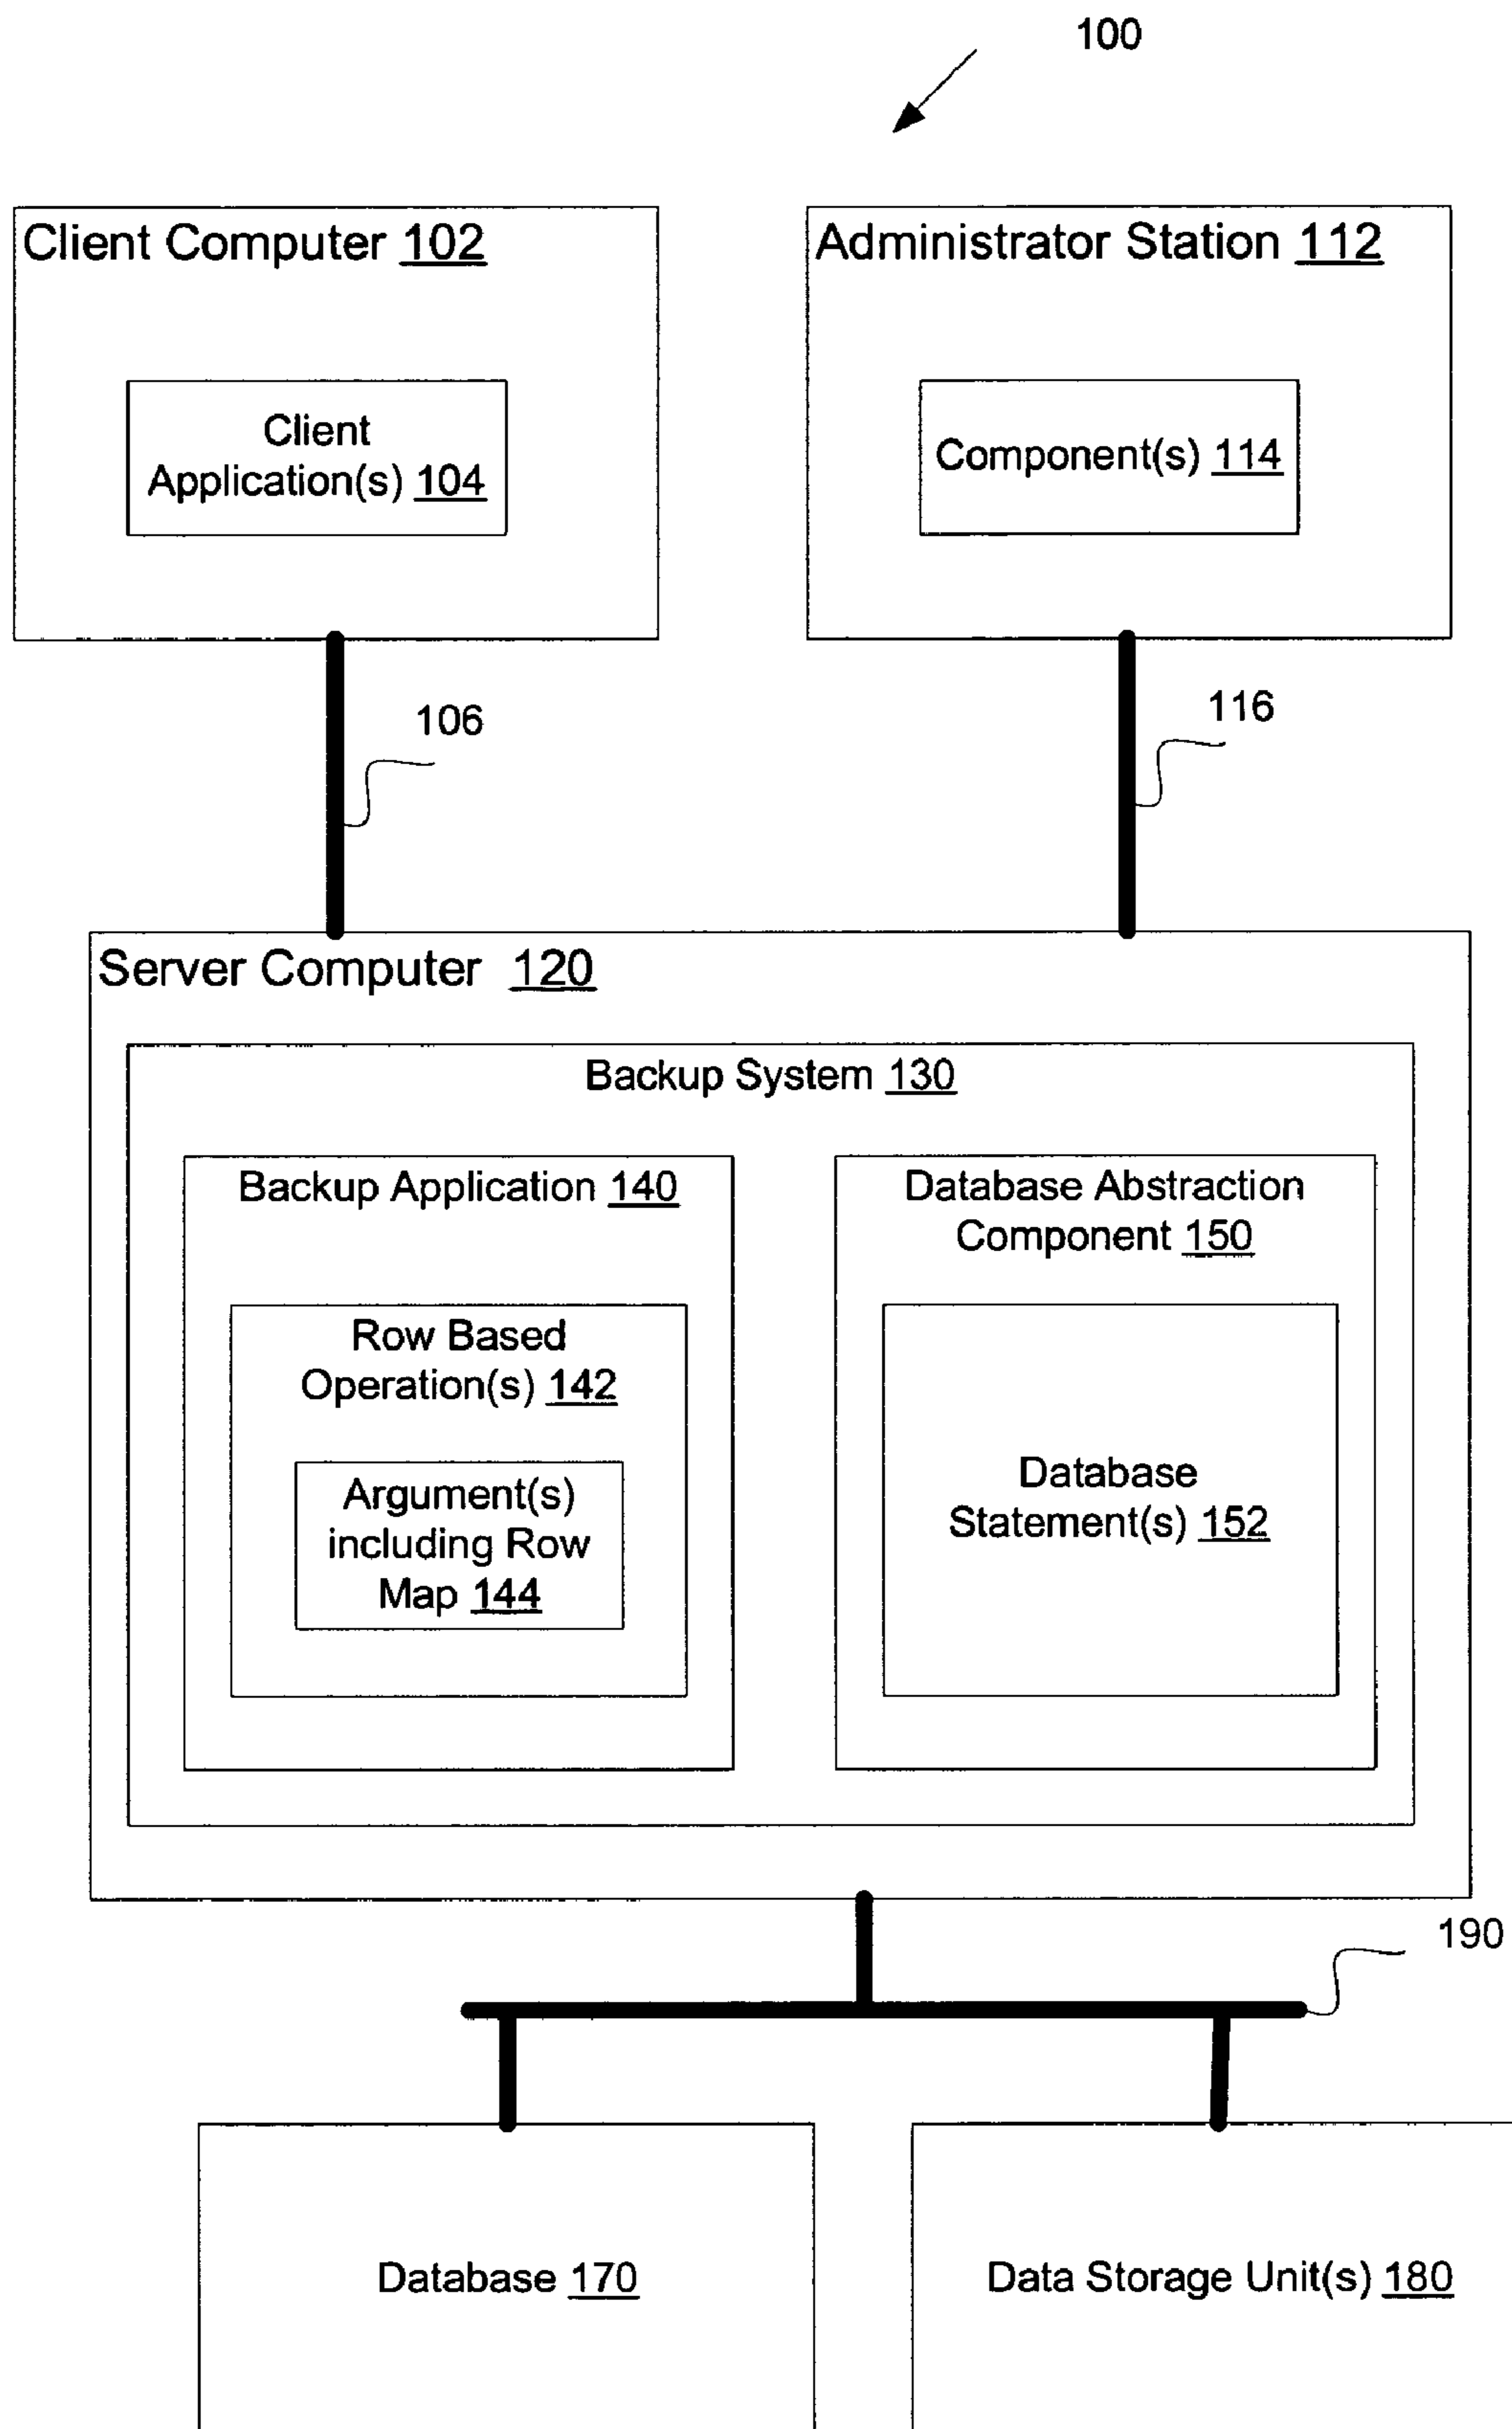 100
Client Computer 102
Administrator Station 112
Client
Application(s) 104
Component(s) 114
106
116
Server Computer 120
Backup System 130
Backup Application 140
Database Abstraction
Component 150
Row Based
Operation(s) 142
Argument(s)
including Row
Map 144
Database
Statement(s) 152
190
Database 170
Data Storage Unit(s) 180